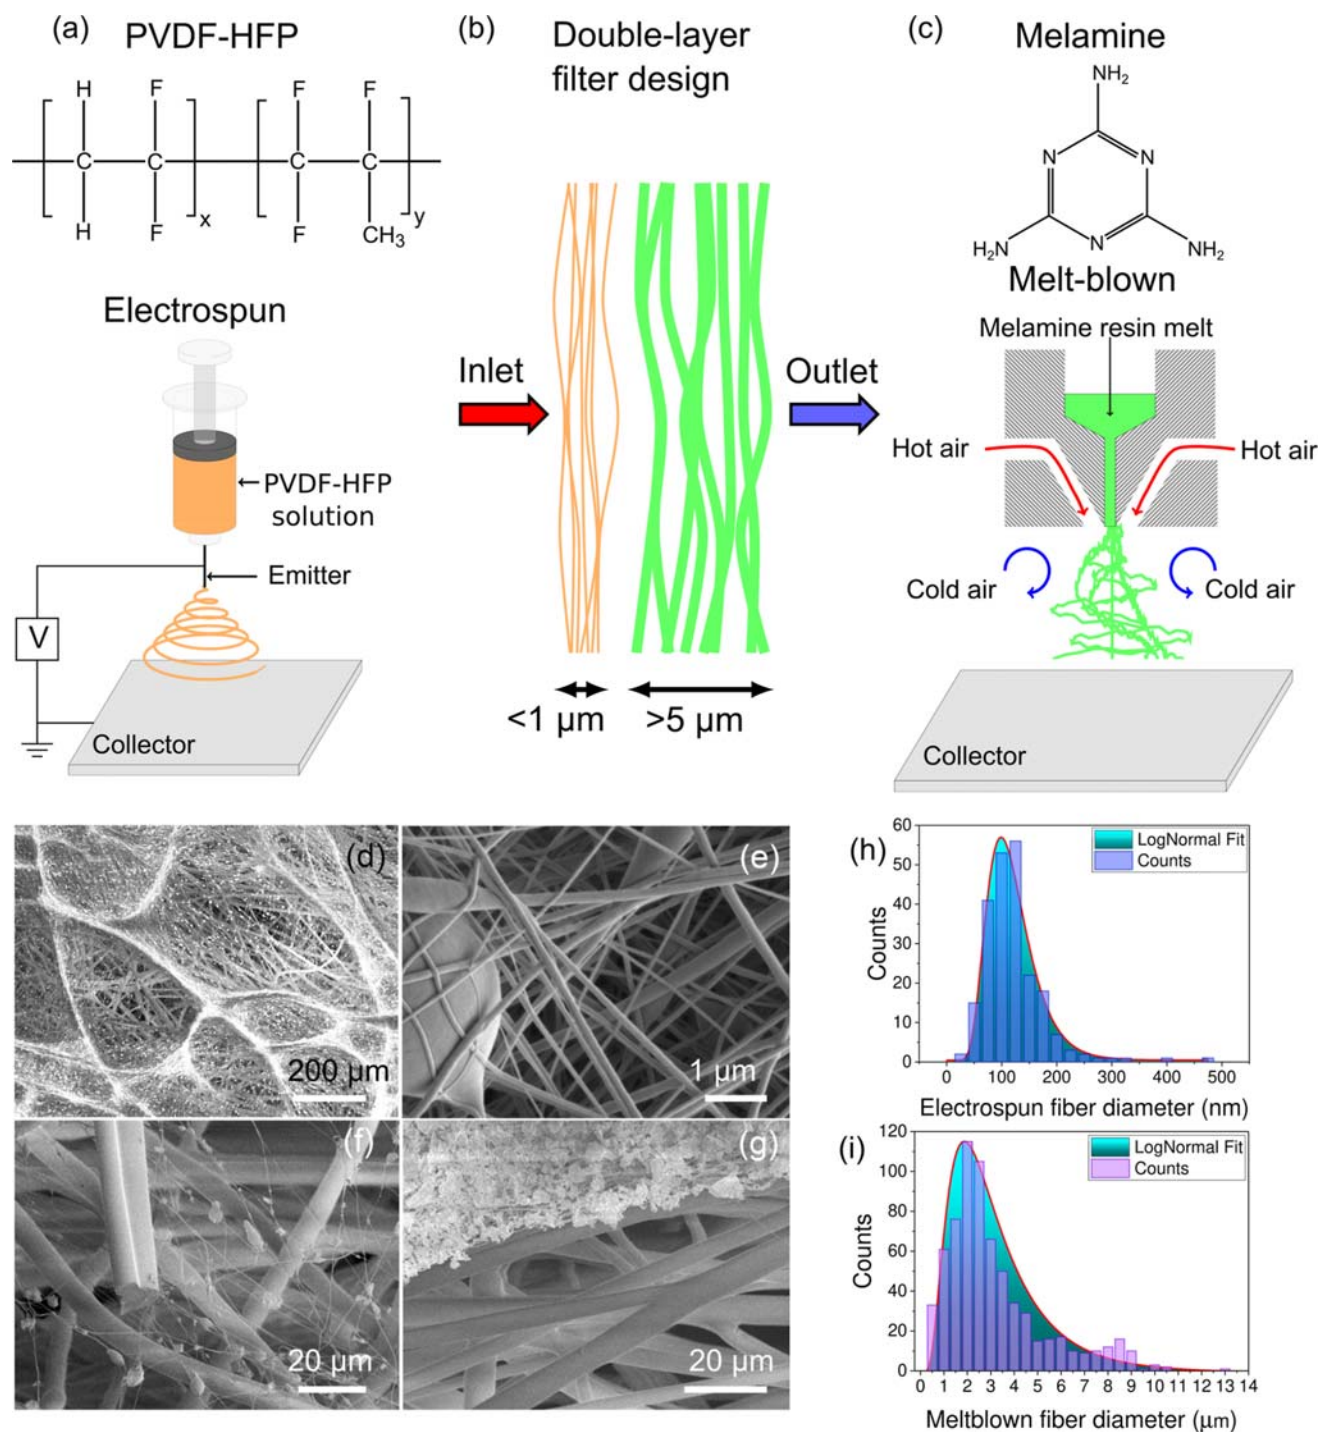 (a)
PVDF-HFP
H F F F
C C C C
x y
H F F CH3
Electrospun
PVDF-HFP
solution
Emitter
V
Collector
(b)
Double-layer
filter design
Inlet
Outlet
<1 μm >5 μm
(c)
Melamine
NH2
N N
H2N N NH2
Melt-blown
Melamine resin melt
Hot air Hot air
Cold air Cold air
Collector
(d)
200 μm
(e)
1 μm
(f)
20 μm
(g)
20 μm
(h)
LogNormal Fit
Counts
Counts
60
50
40
30
20
10
0
0 100 200 300 400 500
Electrospun fiber diameter (nm)
(i)
LogNormal Fit
Counts
Counts
120
100
80
60
40
20
0
0 1 2 3 4 5 6 7 8 9 10 11 12 13 14
Meltblown fiber diameter (μm)